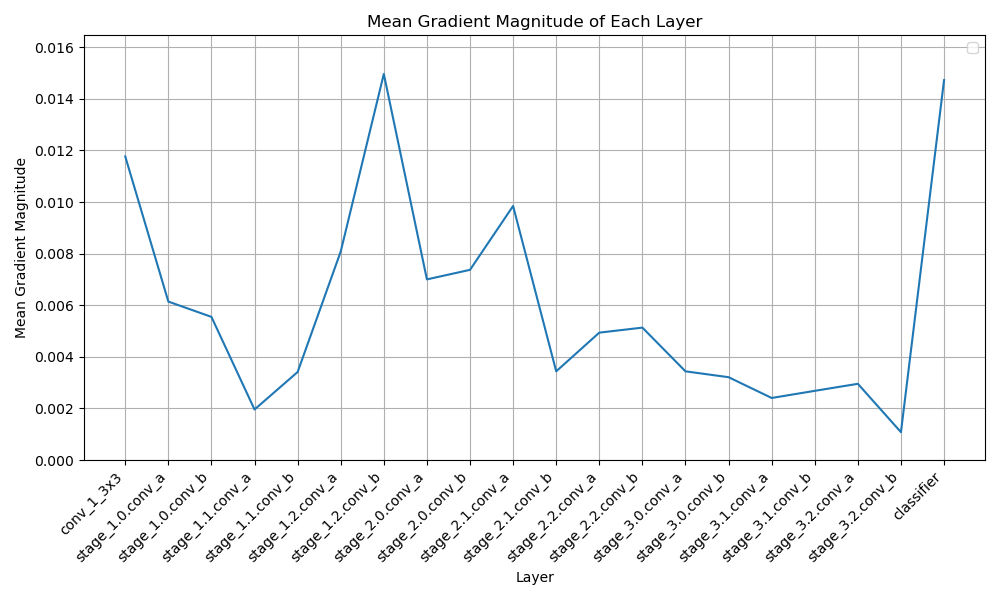 Mean Gradient Magnitude of Each Layer
Mean Gradient Magnitude
0.016
0.014
0.012
0.010
0.008
0.006
0.004
0.002
0.000
conv_1_3x3
stage_1.0.conv_a
stage_1.0.conv_b
stage_1.1.conv_a
stage_1.1.conv_b
stage_1.2.conv_a
stage_1.2.conv_b
stage_2.0.conv_a
stage_2.0.conv_b
stage_2.1.conv_a
stage_2.1.conv_b
stage_2.2.conv_a
stage_2.2.conv_b
stage_3.0.conv_a
stage_3.0.conv_b
stage_3.1.conv_a
stage_3.1.conv_b
stage_3.2.conv_a
stage_3.2.conv_b
classifier
Layer